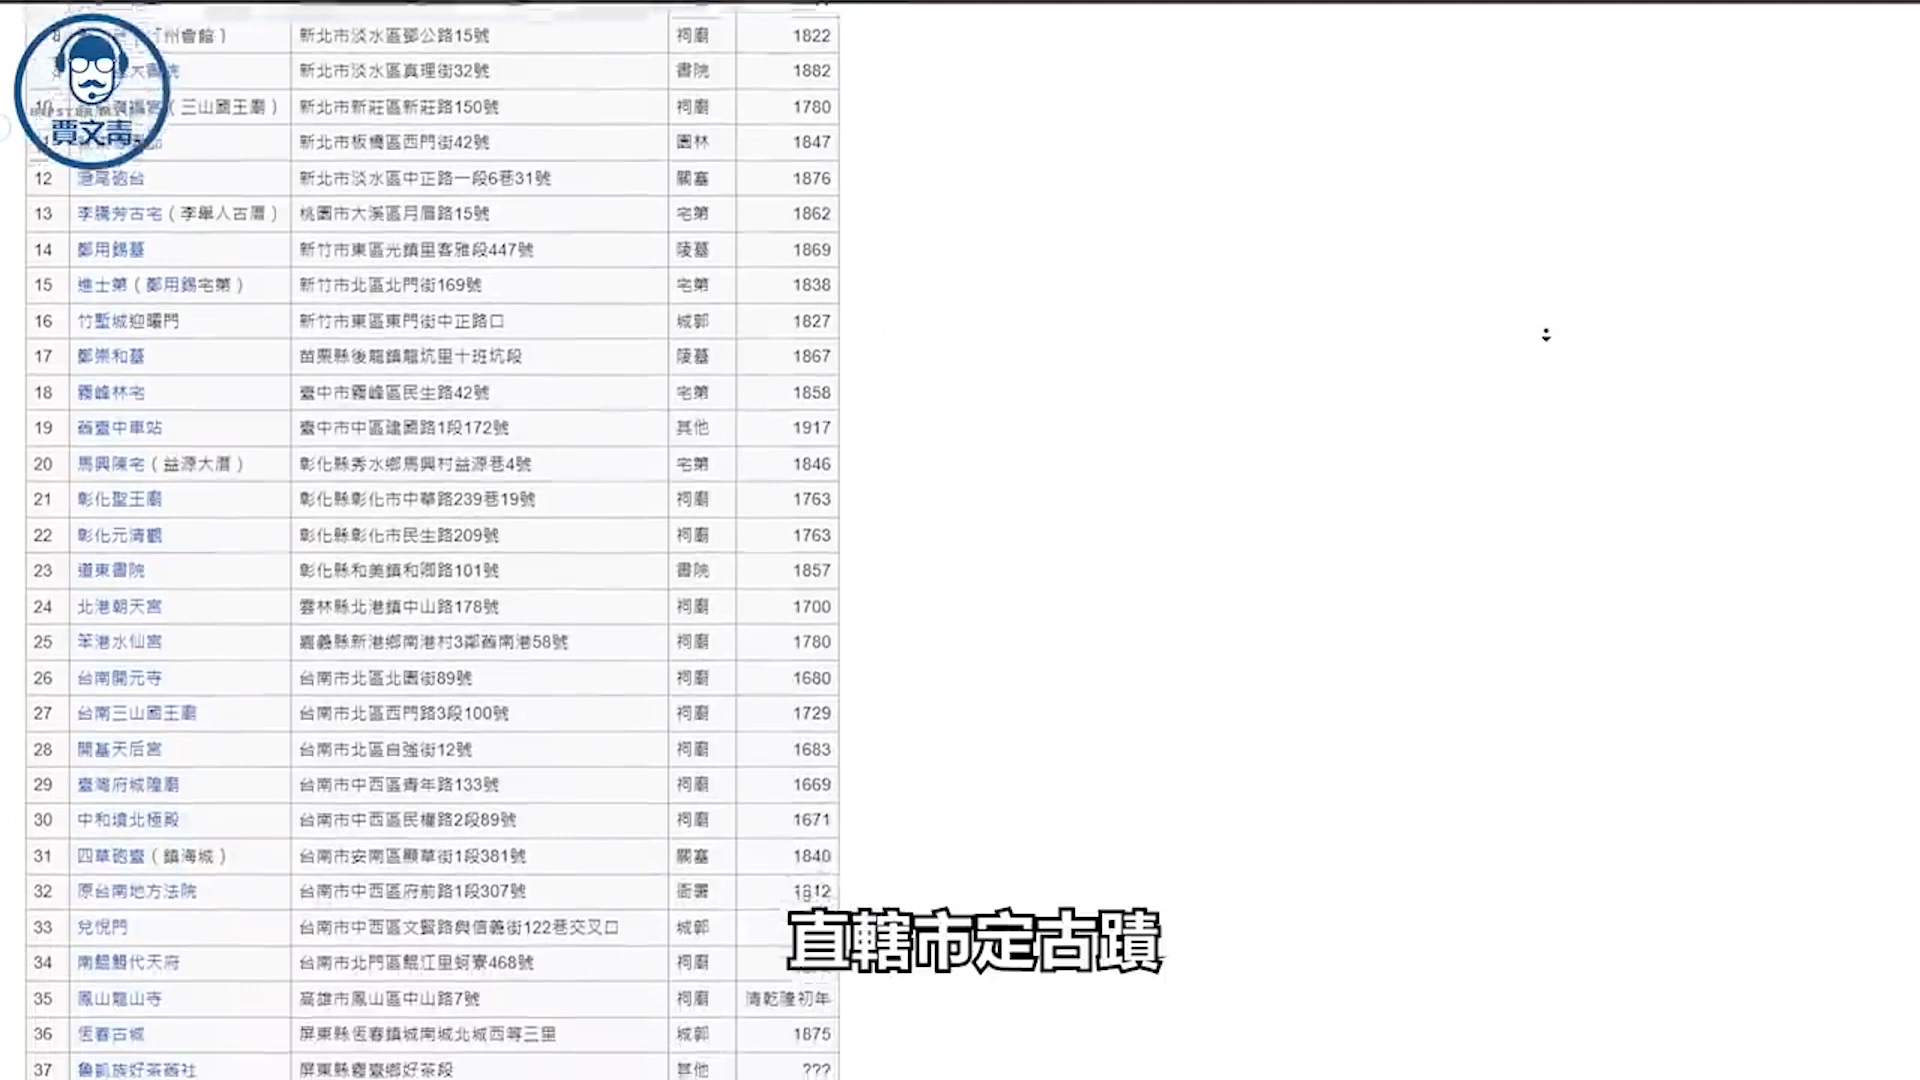 州會館） 新北市淡水區鄧公路15號 祠廟 1822
新北市淡水區真理街32號 書院 1882
10 （三山國王廟） 新北市新莊區新莊路150號 祠廟 1780
新北市板橋區西門街42號 園林 1847
12 滬尾砲台 新北市淡水區中正路一段6巷31號 關塞 1876
13 李騰芳古宅（李舉人古厝） 桃園市大溪區月眉路15號 宅第 1862
14 鄭用錫墓 新竹市東區光鎮里客雅段447號 陵墓 1869
15 進士第（鄭用錫宅第） 新竹市北區北門街169號 宅第 1838
16 竹塹城迎曦門 新竹市東區東門街中正路口 城郭 1827
17 鄭崇和墓 苗栗縣後龍鎮龍坑里十班坑段 陵墓 1867
18 霧峰林宅 臺中市霧峰區民生路42號 宅第 1858
19 舊臺中車站 臺中市中區建國路1段172號 其他 1917
20 馬興陳宅（益源大厝） 彰化縣秀水鄉馬興村益源巷4號 宅第 1846
21 彰化聖王廟 彰化縣彰化市中華路239巷19號 祠廟 1763
22 彰化元清觀 彰化縣彰化市民生路209號 祠廟 1763
23 道東書院 彰化縣和美鎮和卿路101號 書院 1857
24 北港朝天宮 雲林縣北港鎮中山路178號 祠廟 1700
25 笨港水仙宮 嘉義縣新港鄉南港村3鄰舊南港58號 祠廟 1780
26 台南開元寺 台南市北區北園街89號 祠廟 1680
27 台南三山國王廟 台南市北區西門路3段100號 祠廟 1729
28 開基天后宮 台南市北區自強街12號 祠廟 1683
29 臺灣府城隍廟 台南市中西區青年路133號 祠廟 1669
30 中和境北極殿 台南市中西區民權路2段89號 祠廟 1671
31 四草砲臺（鎮海城） 台南市安南區顯草街1段381號 關塞 1840
32 原台南地方法院 台南市中西區府前路1段307號 衙署
33 兌悅門 台南市中西區文賢路與信義街122巷交叉口 城郭
34 南鯤鯓代天府 台南市北門區鯤江里蚵寮468號 祠廟
35 鳳山龍山寺 高雄市鳳山區中山路7號 祠廟 清乾隆初年
36 恆春古城 屏東縣恆春鎮城南城北城西等三里 城郭 1875
37 魯凱族好茶舊社 屏東縣霧臺鄉好茶段 其他 ???
賈文青
直轄市定古蹟